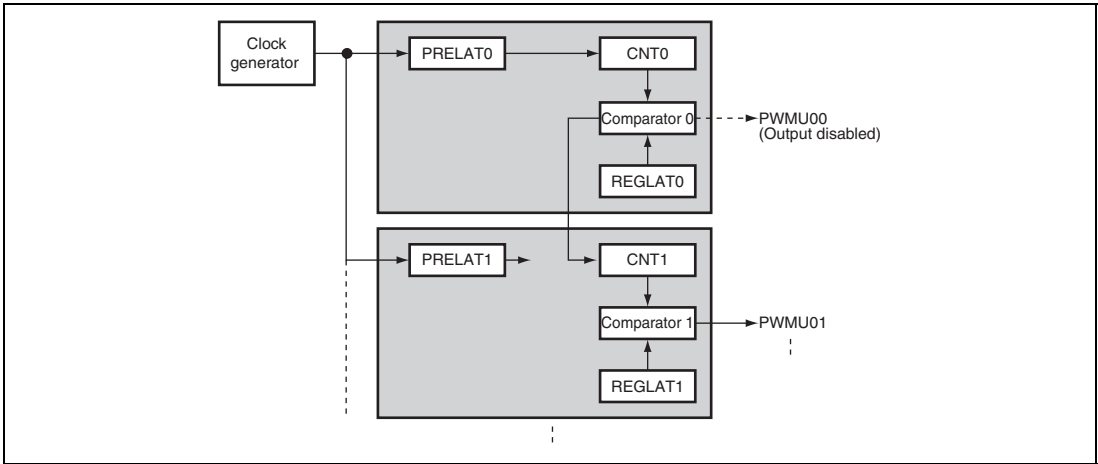 Clock
generator
PRELAT0
CNT0
Comparator 0
PWMU00
(Output disabled)
REGLAT0
PRELAT1
CNT1
Comparator 1
PWMU01
REGLAT1